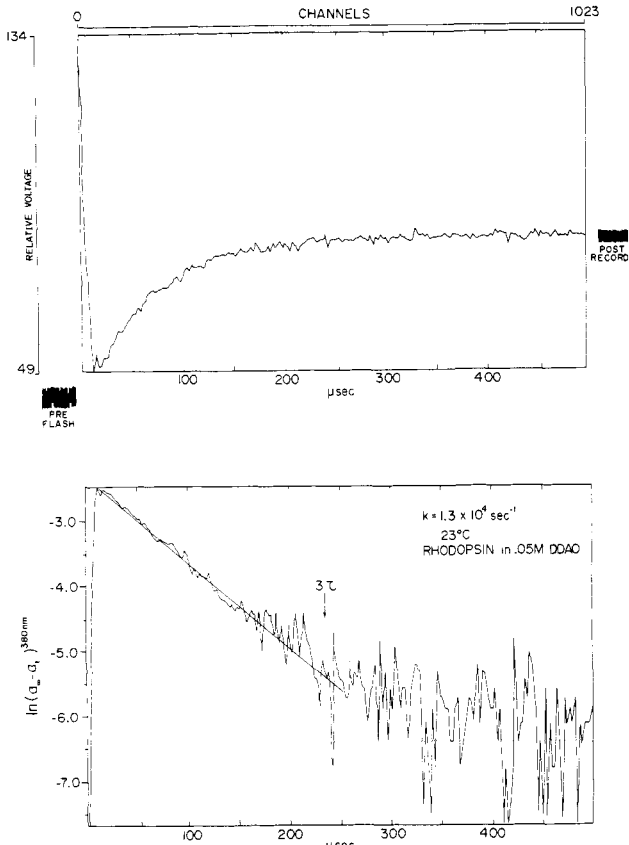 0 CHANNELS 1023
134
RELATIVE VOLTAGE
49
PRE
FLASH
POST
RECORD
100 200 300 400
μsec
-3.0
-4.0
-5.0
-6.0
-7.0
ln(a∞-aₜ)³⁸⁰ⁿᵐ
k = 1.3 x 10⁴ sec⁻¹
23°C
RHODOPSIN in .05M DDAO
3τ
100 200 300 400